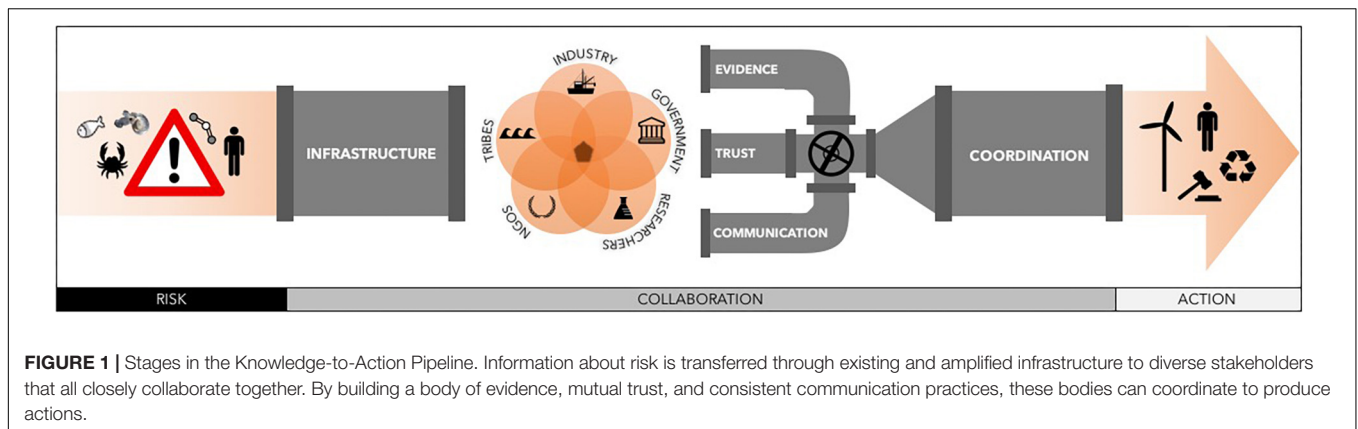 INDUSTRY
GOVERNMENT
TRIBES
NGOS
RESEARCHERS
INFRASTRUCTURE
EVIDENCE
TRUST
COMMUNICATION
COORDINATION
RISK
COLLABORATION
ACTION
FIGURE 1 | Stages in the Knowledge-to-Action Pipeline. Information about risk is transferred through existing and amplified infrastructure to diverse stakeholders
that all closely collaborate together. By building a body of evidence, mutual trust, and consistent communication practices, these bodies can coordinate to produce
actions.